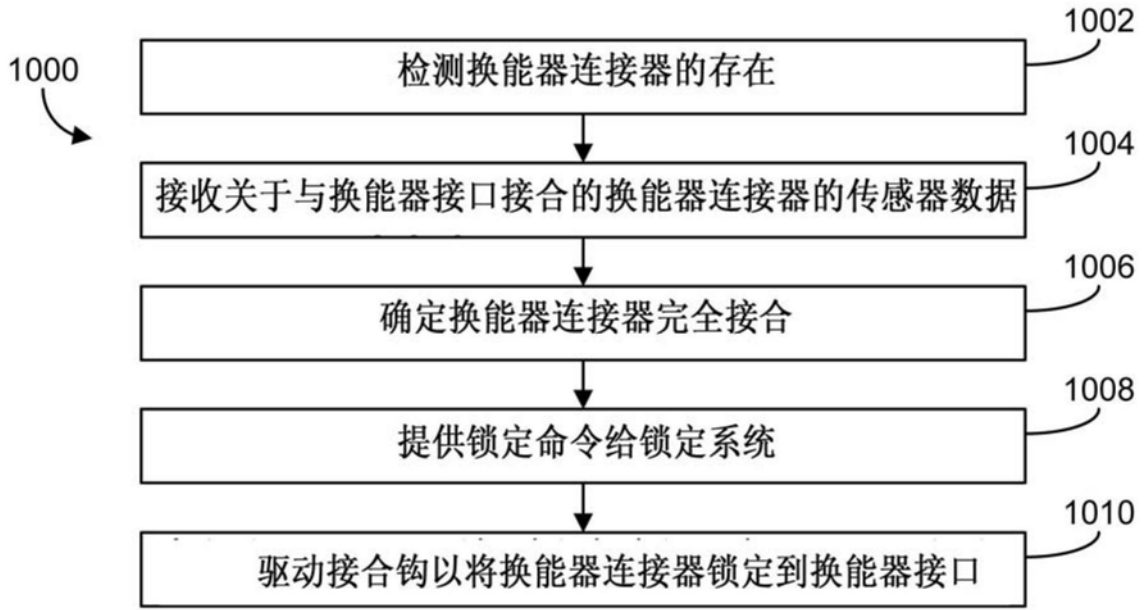 1000
1002
检测换能器连接器的存在
1004
接收关于与换能器接口接合的换能器连接器的传感器数据
1006
确定换能器连接器完全接合
1008
提供锁定命令给锁定系统
1010
驱动接合钩以将换能器连接器锁定到换能器接口